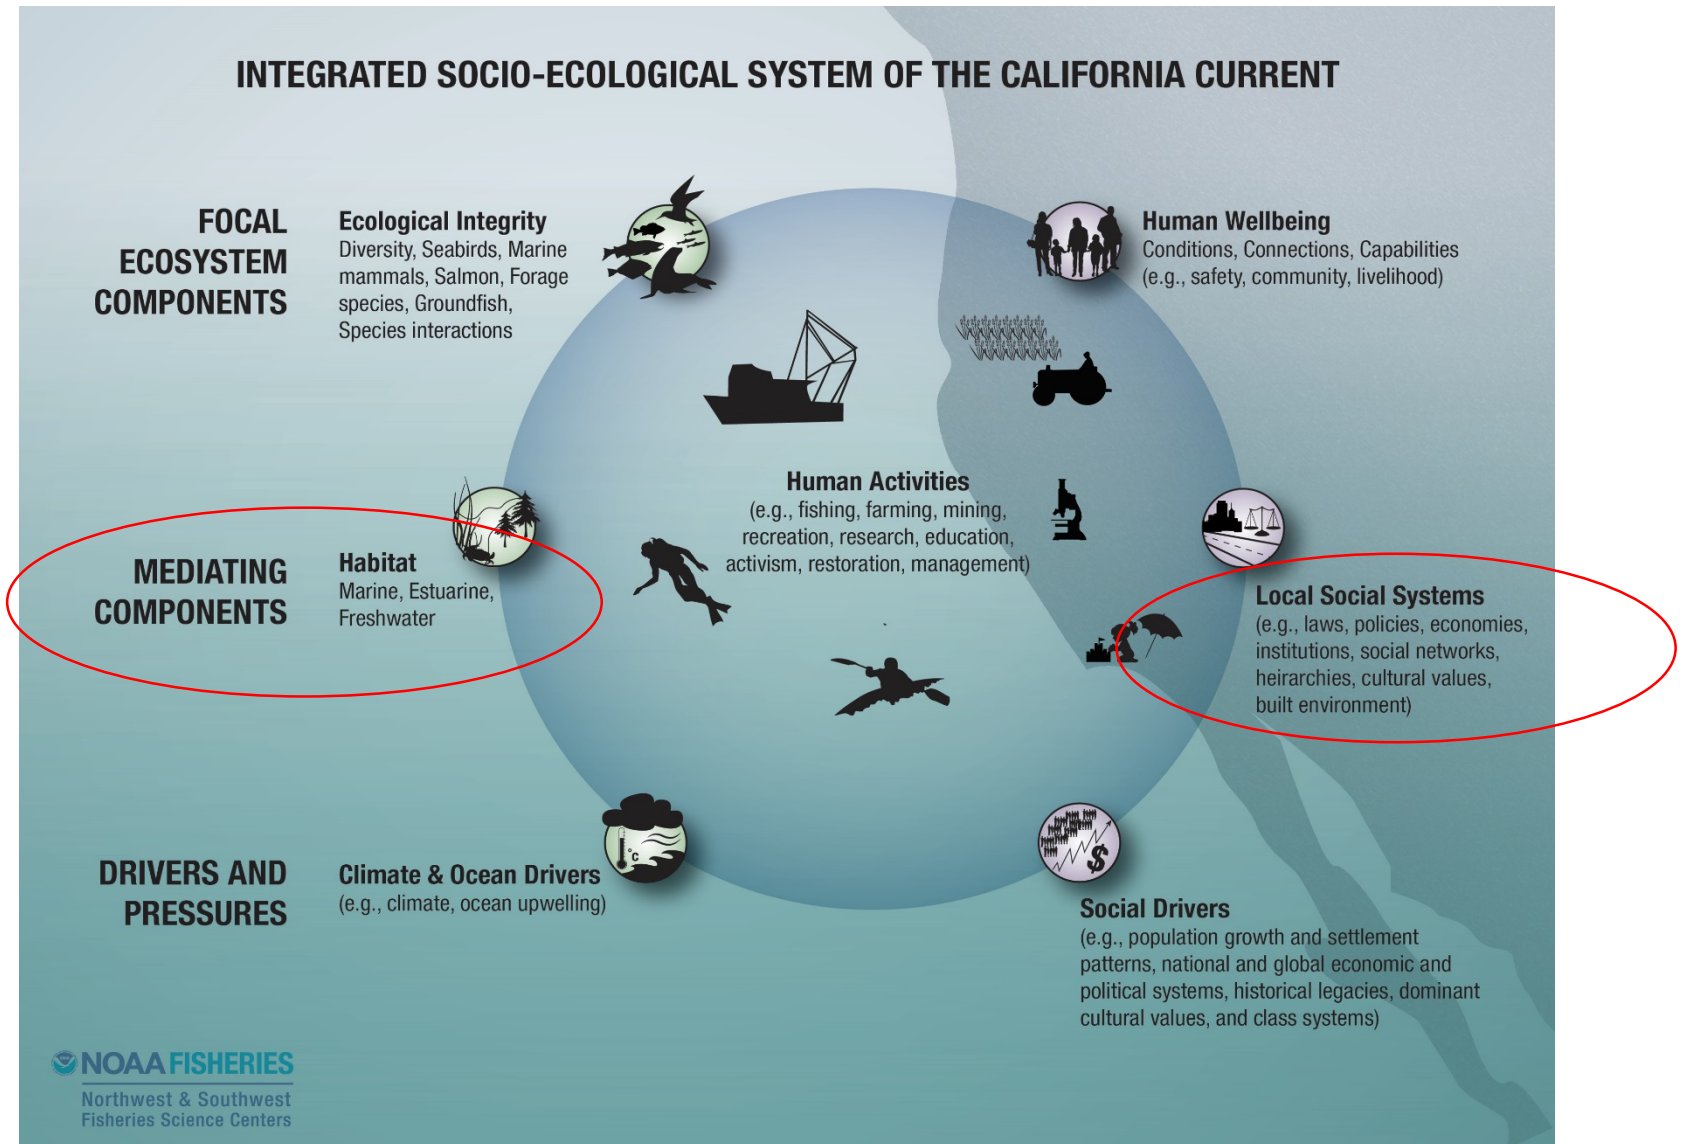 INTEGRATED SOCIO-ECOLOGICAL SYSTEM OF THE CALIFORNIA CURRENT
FOCAL
ECOSYSTEM
COMPONENTS
Ecological Integrity
Diversity, Seabirds, Marine
mammals, Salmon, Forage
species, Groundfish,
Species interactions
Human Wellbeing
Conditions, Connections, Capabilities
(e.g., safety, community, livelihood)
Human Activities
(e.g., fishing, farming, mining,
recreation, research, education,
activism, restoration, management)
MEDIATING
COMPONENTS
Habitat
Marine, Estuarine,
Freshwater
Local Social Systems
(e.g., laws, policies, economies,
institutions, social networks,
heirarchies, cultural values,
built environment)
DRIVERS AND
PRESSURES
°C
Climate & Ocean Drivers
(e.g., climate, ocean upwelling)
$
Social Drivers
(e.g., population growth and settlement
patterns, national and global economic and
political systems, historical legacies, dominant
cultural values, and class systems)
NOAA FISHERIES
Northwest & Southwest
Fisheries Science Centers